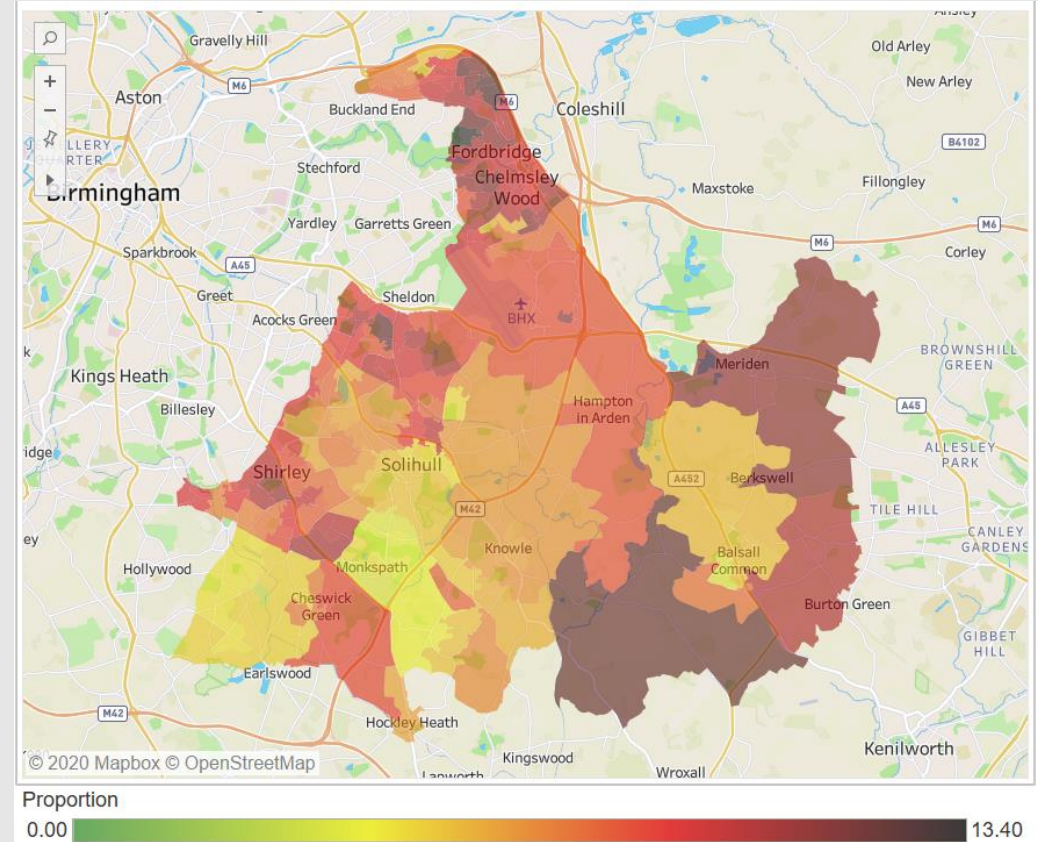 Gravelly Hill
Old Arley
M6
New Arley
Aston
Buckland End
M6
Coleshill
B4102
Fordbridge
Stechford
Chelmsley
Wood
Maxstoke
Fillongley
Birmingham
Yardley
Garretts Green
M6
M6
Corley
Sparkbrook
A45
Greet
Sheldon
BHX
Acocks Green
BROWNSHILL
GREEN
Meriden
Kings Heath
Hampton
in Arden
A45
Billesley
ALLESLEY
PARK
Shirley
Solihull
A452
Berkswell
M42
TILE HILL
CANLEY
GARDENS
Knowle
Balsall
Common
Hollywood
Monkspath
Cheswick
Green
Burton Green
GIBBET
HILL
Earlswood
M42
Hockley Heath
Kenilworth
Kingswood
© 2020 Mapbox © OpenStreetMap
Lapworth
Wroxall
Proportion
0.00
13.40